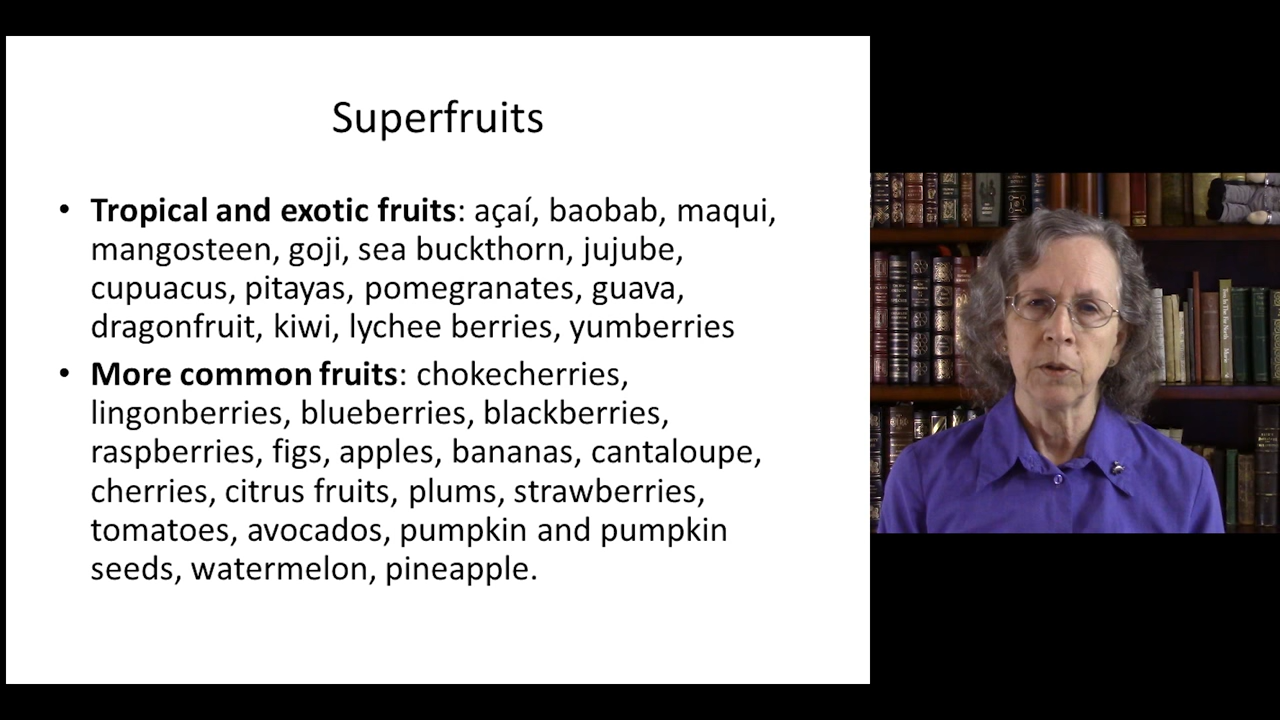 Superfruits
• Tropical and exotic fruits: açaí, baobab, maqui,
mangosteen, goji, sea buckthorn, jujube,
cupuacus, pitayas, pomegranates, guava,
dragonfruit, kiwi, lychee berries, yumberries
• More common fruits: chokecherries,
lingonberries, blueberries, blackberries,
raspberries, figs, apples, bananas, cantaloupe,
cherries, citrus fruits, plums, strawberries,
tomatoes, avocados, pumpkin and pumpkin
seeds, watermelon, pineapple.